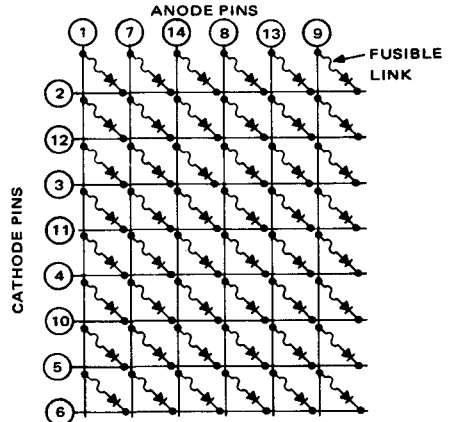 ANODE PINS
1 7 14 8 13 9
FUSIBLE
LINK
2
12
3
11
4
10
5
6
CATHODE PINS